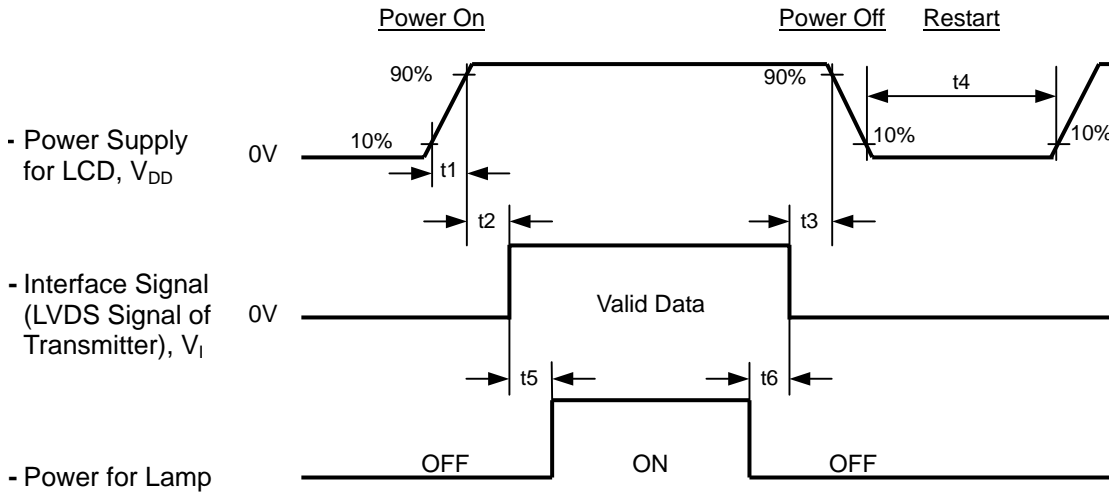 Power On
Power Off
Restart
90%
90%
t4
- Power Supply
for LCD, VDD
0V
10%
10%
10%
t1
t2
t3
- Interface Signal
(LVDS Signal of
Transmitter), VI
0V
Valid Data
t5
t6
- Power for Lamp
OFF
ON
OFF